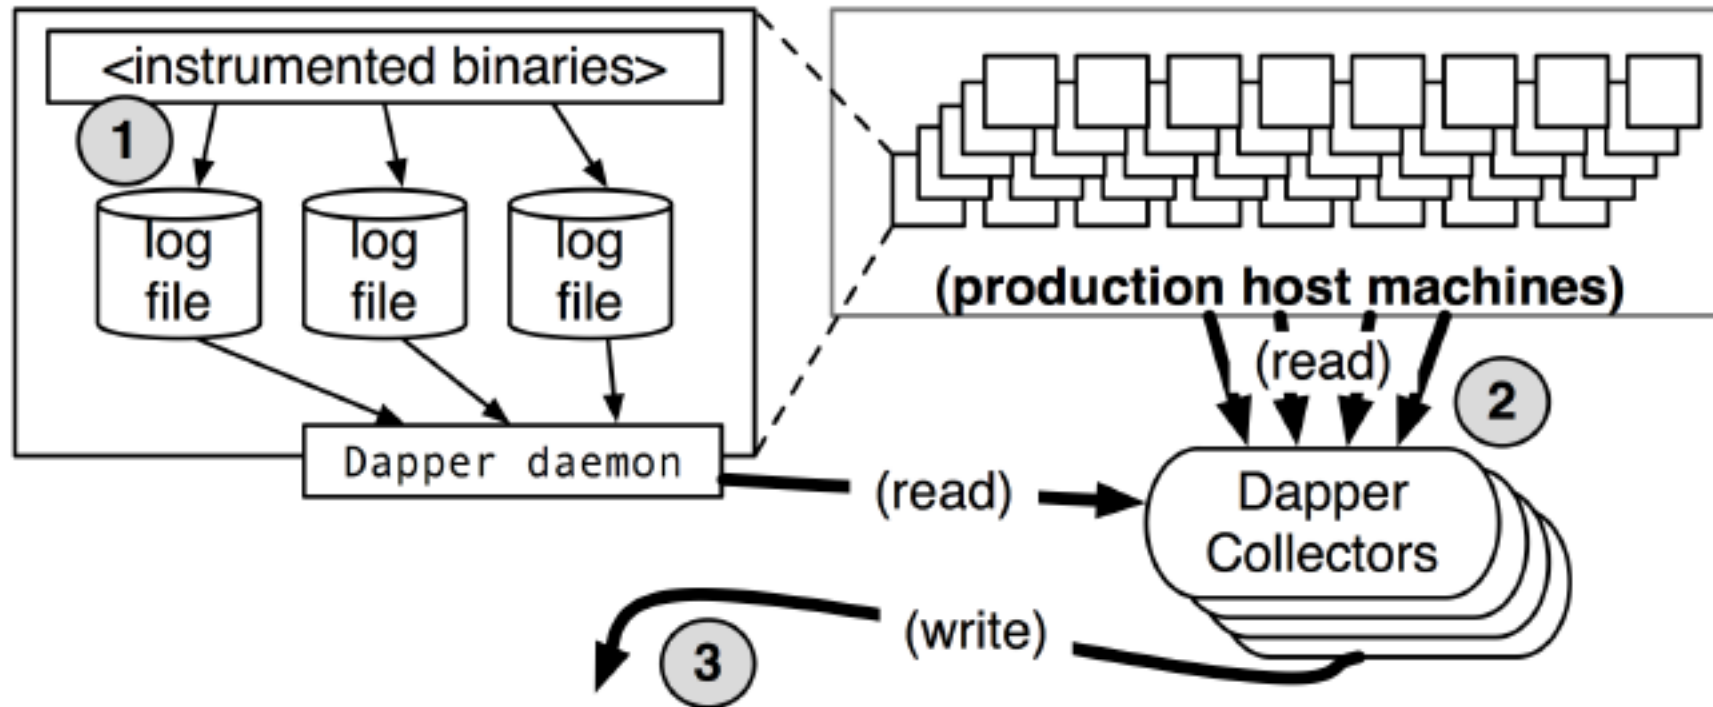 <instrumented binaries>
1
log
file
log
file
log
file
Dapper daemon
(production host machines)
(read)
2
(read)
Dapper
Collectors
(write)
3